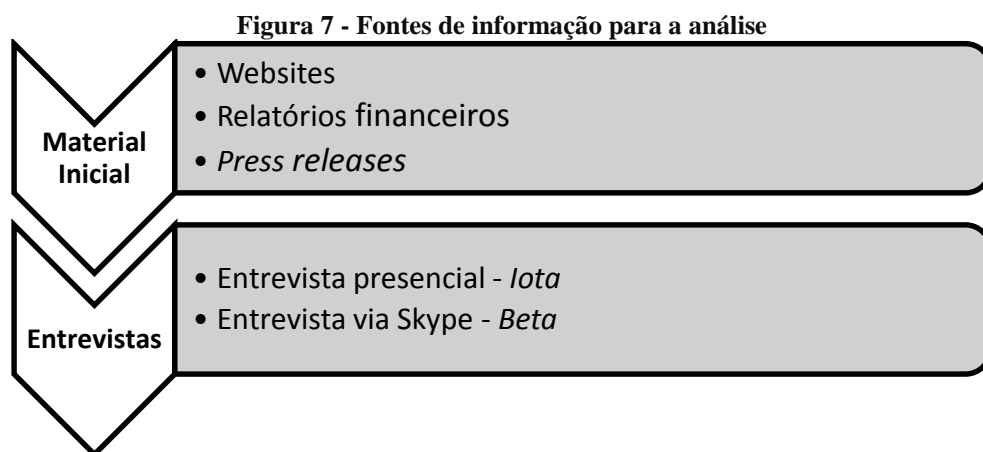 Figura 7 - Fontes de informação para a análise
Material
Inicial
• Websites
• Relatórios financeiros
• Press releases
Entrevistas
• Entrevista presencial - Iota
• Entrevista via Skype - Beta